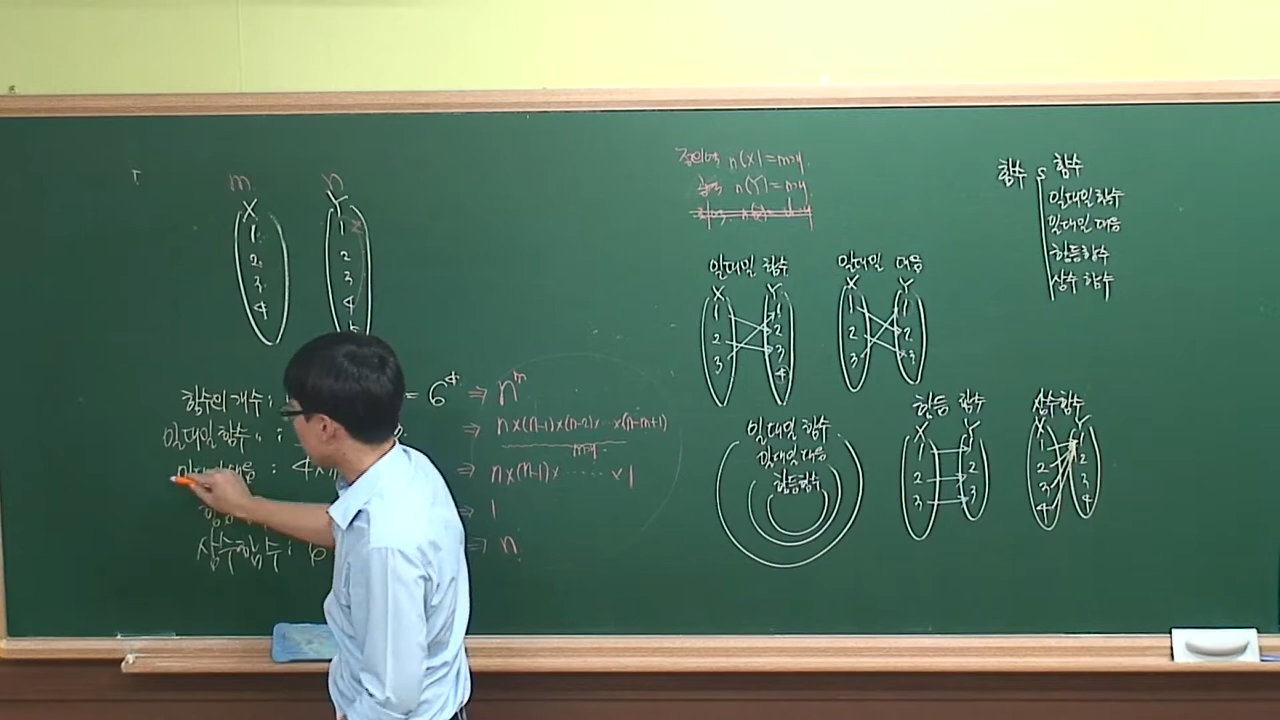 m n
X Y
1 1
2 2
3 3
4 4
함수의 개수 : = 6⁴ ⇒ nᵐ
일대일함수 〃 : ⇒ n×(n-1)×(n-2)×…×(n-m+1)
대응 : 4× ⇒ n×(n-1)×……×1
⇒ 1
상수함수 : 6 ⇒ n
정의역 n(X)=m개
공역 n(Y)=n개
일대일 함수
X Y
1 1
2 2
3 3
4
일대일 대응
X Y
1 1
2 2
3 3
일대일 함수
일대일 대응
항등함수
항등 함수
X Y
1 1
2 2
3 3
상수함수
X Y
1 1
2 2
3 3
4 4
함수
함수
일대일 함수
일대일 대응
항등함수
상수 함수